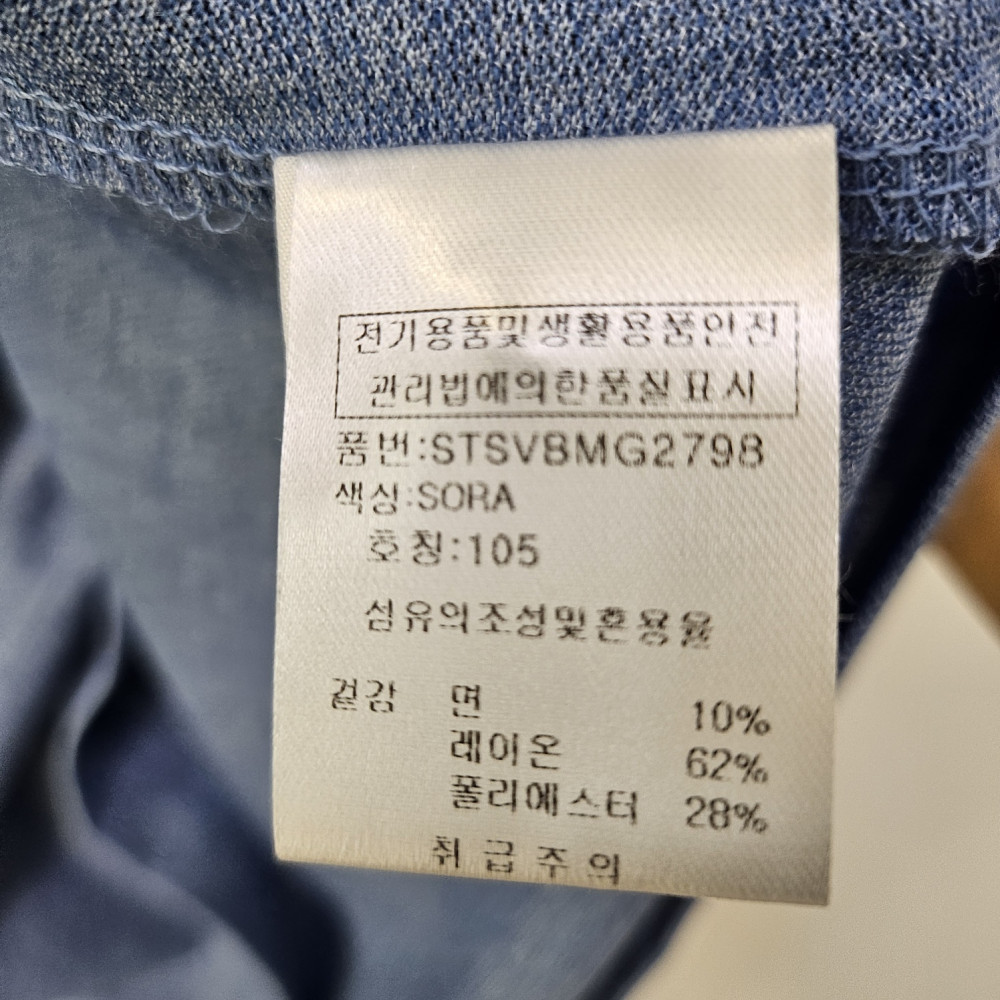 전기용품및생활용품안전
관리법에의한품질표시
품번:STSVBMG2798
색상:SORA
호칭:105
섬유의조성및혼용율
겉감 면 10%
레이온 62%
폴리에스터 28%
취급주의